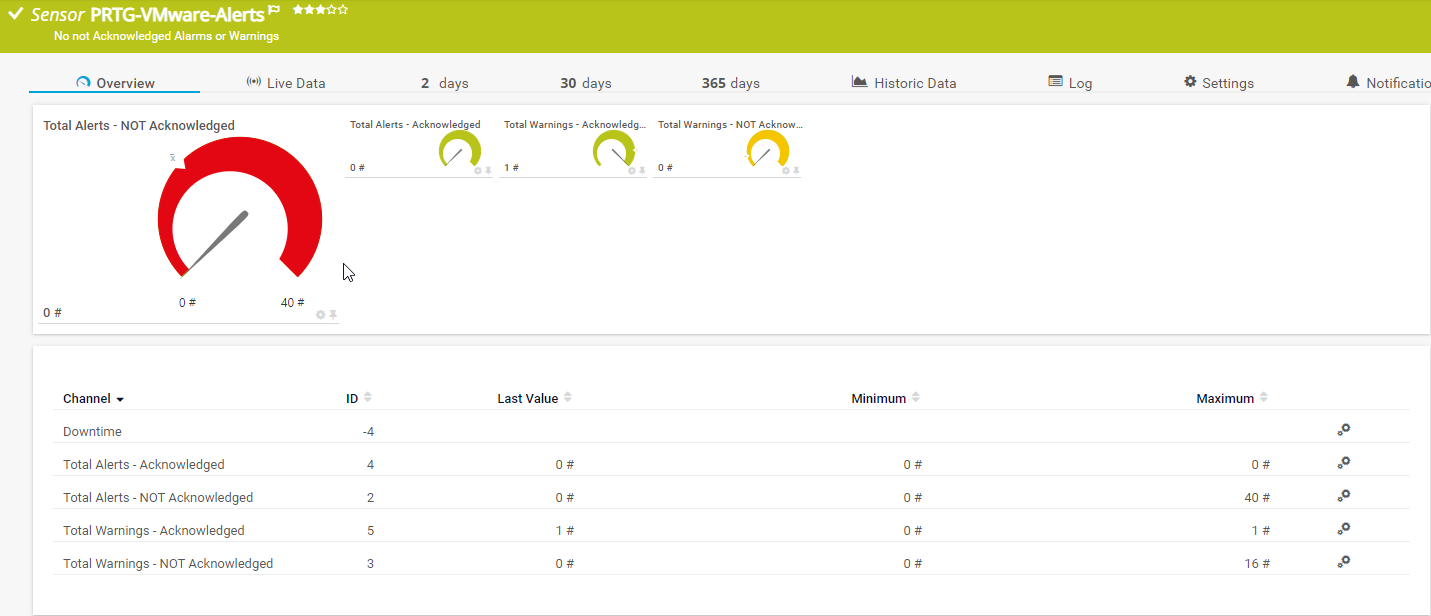 Sensor PRTG-VMware-Alerts
No not Acknowledged Alarms or Warnings
Overview Live Data 2 days 30 days 365 days Historic Data Log Settings Notificatio
Total Alerts - NOT Acknowledged
x̄
0 # 40 #
0 #
Total Alerts - Acknowledged
0 #
Total Warnings - Acknowledg...
1 #
Total Warnings - NOT Acknow...
0 #
Channel ID Last Value Minimum Maximum
Downtime -4
Total Alerts - Acknowledged 4 0 # 0 # 0 #
Total Alerts - NOT Acknowledged 2 0 # 0 # 40 #
Total Warnings - Acknowledged 5 1 # 0 # 1 #
Total Warnings - NOT Acknowledged 3 0 # 0 # 16 #